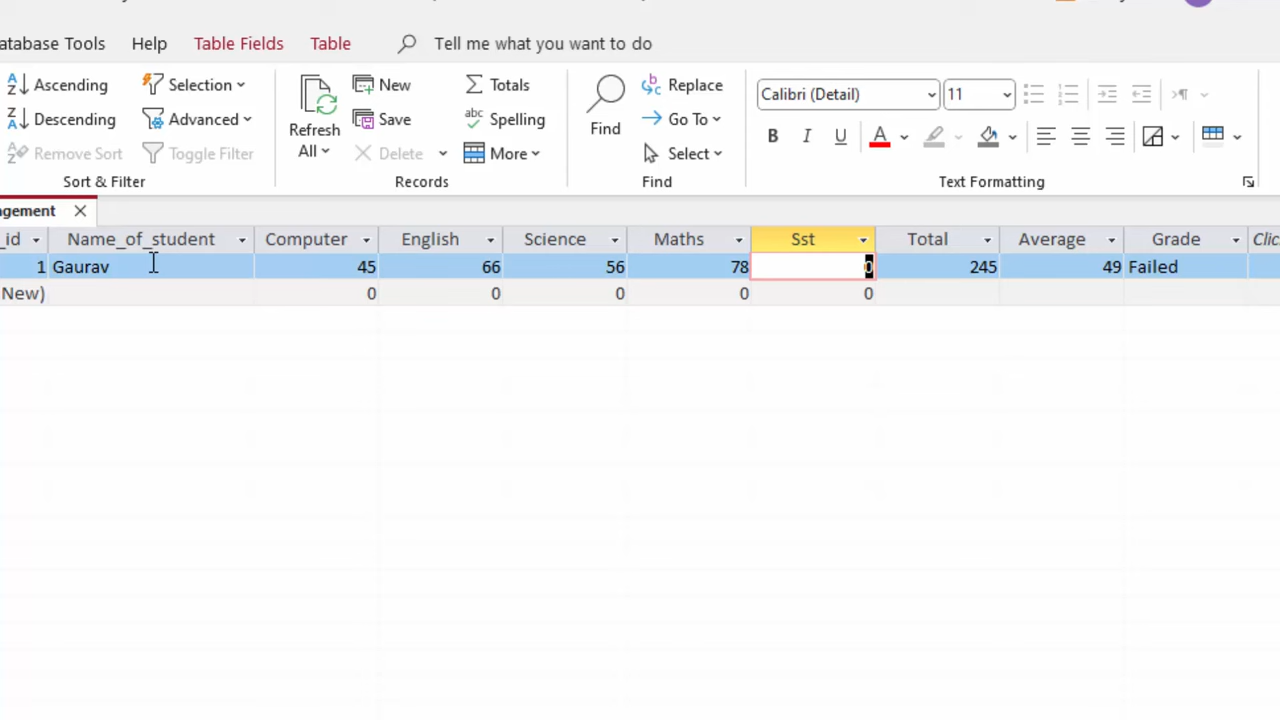 atabase Tools Help Table Fields Table Tell me what you want to do
Ascending Selection New Totals Replace Calibri (Detail) 11
Descending Advanced Refresh All Save Spelling Find Go To B I U A
Remove Sort Toggle Filter Delete More Select
Sort & Filter Records Find Text Formatting
agement
_id Name_of_student Computer English Science Maths Sst Total Average Grade Clic
1 Gaurav 45 66 56 78 0 245 49 Failed
New) 0 0 0 0 0